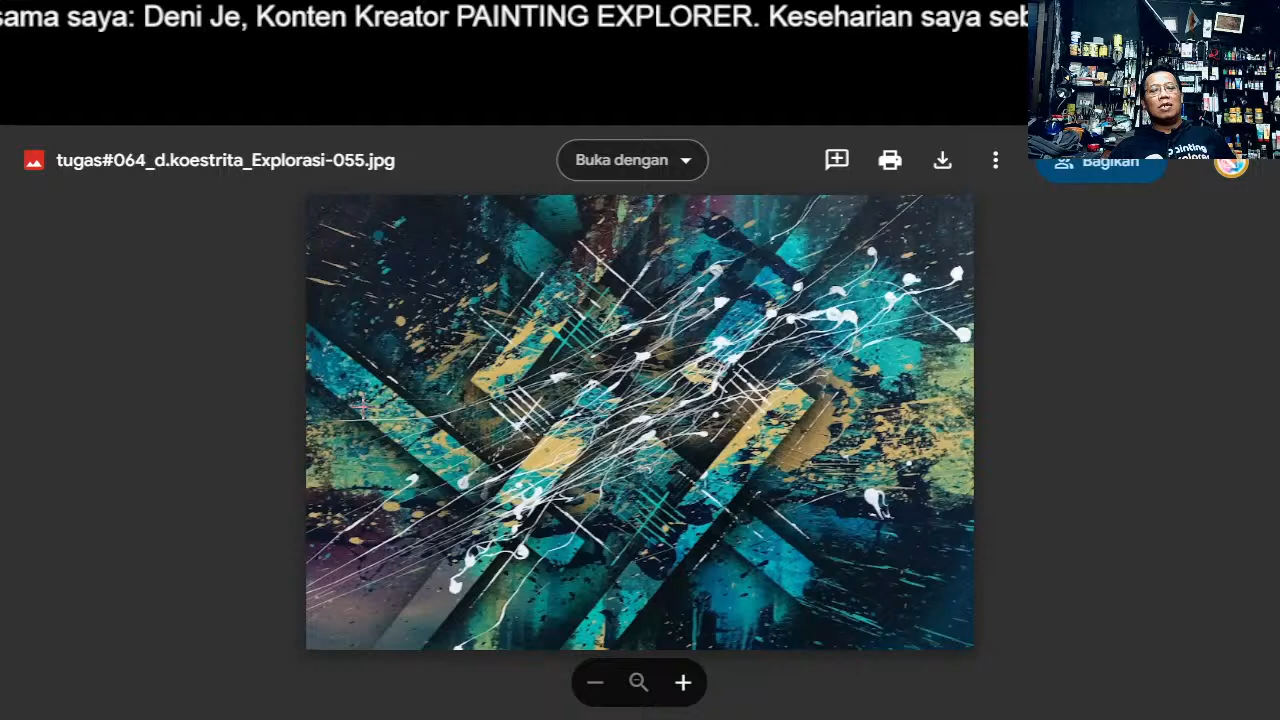 sama saya: Deni Je, Konten Kreator PAINTING EXPLORER. Keseharian saya seb
tugas#064_d.koestrita_Explorasi-055.jpg
Buka dengan
Bagikan
Painting